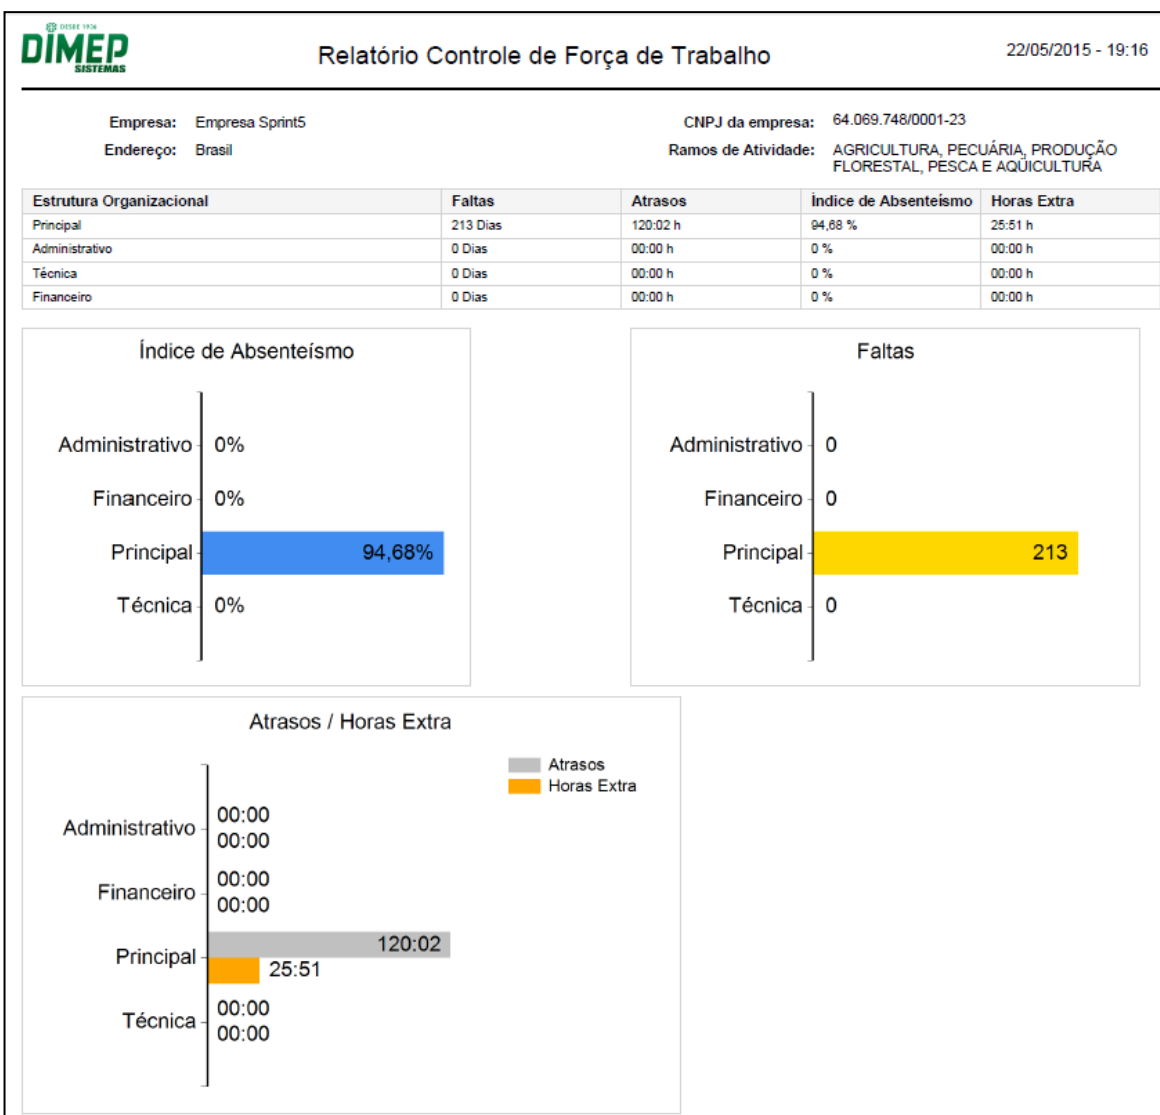 DESDE 1936
DIMEP
SISTEMAS
Relatório Controle de Força de Trabalho
22/05/2015 - 19:16
Empresa: Empresa Sprint5
CNPJ da empresa: 64.069.748/0001-23
Endereço: Brasil
Ramos de Atividade: AGRICULTURA, PECUÁRIA, PRODUÇÃO
FLORESTAL, PESCA E AQÜICULTURA
Estrutura Organizacional Faltas Atrasos Índice de Absenteísmo Horas Extra
Principal 213 Dias 120:02 h 94,68 % 25:51 h
Administrativo 0 Dias 00:00 h 0 % 00:00 h
Técnica 0 Dias 00:00 h 0 % 00:00 h
Financeiro 0 Dias 00:00 h 0 % 00:00 h
Índice de Absenteísmo
Administrativo 0%
Financeiro 0%
Principal 94,68%
Técnica 0%
Faltas
Administrativo 0
Financeiro 0
Principal 213
Técnica 0
Atrasos / Horas Extra
Atrasos
Horas Extra
Administrativo 00:00
00:00
Financeiro 00:00
00:00
Principal 120:02
25:51
Técnica 00:00
00:00